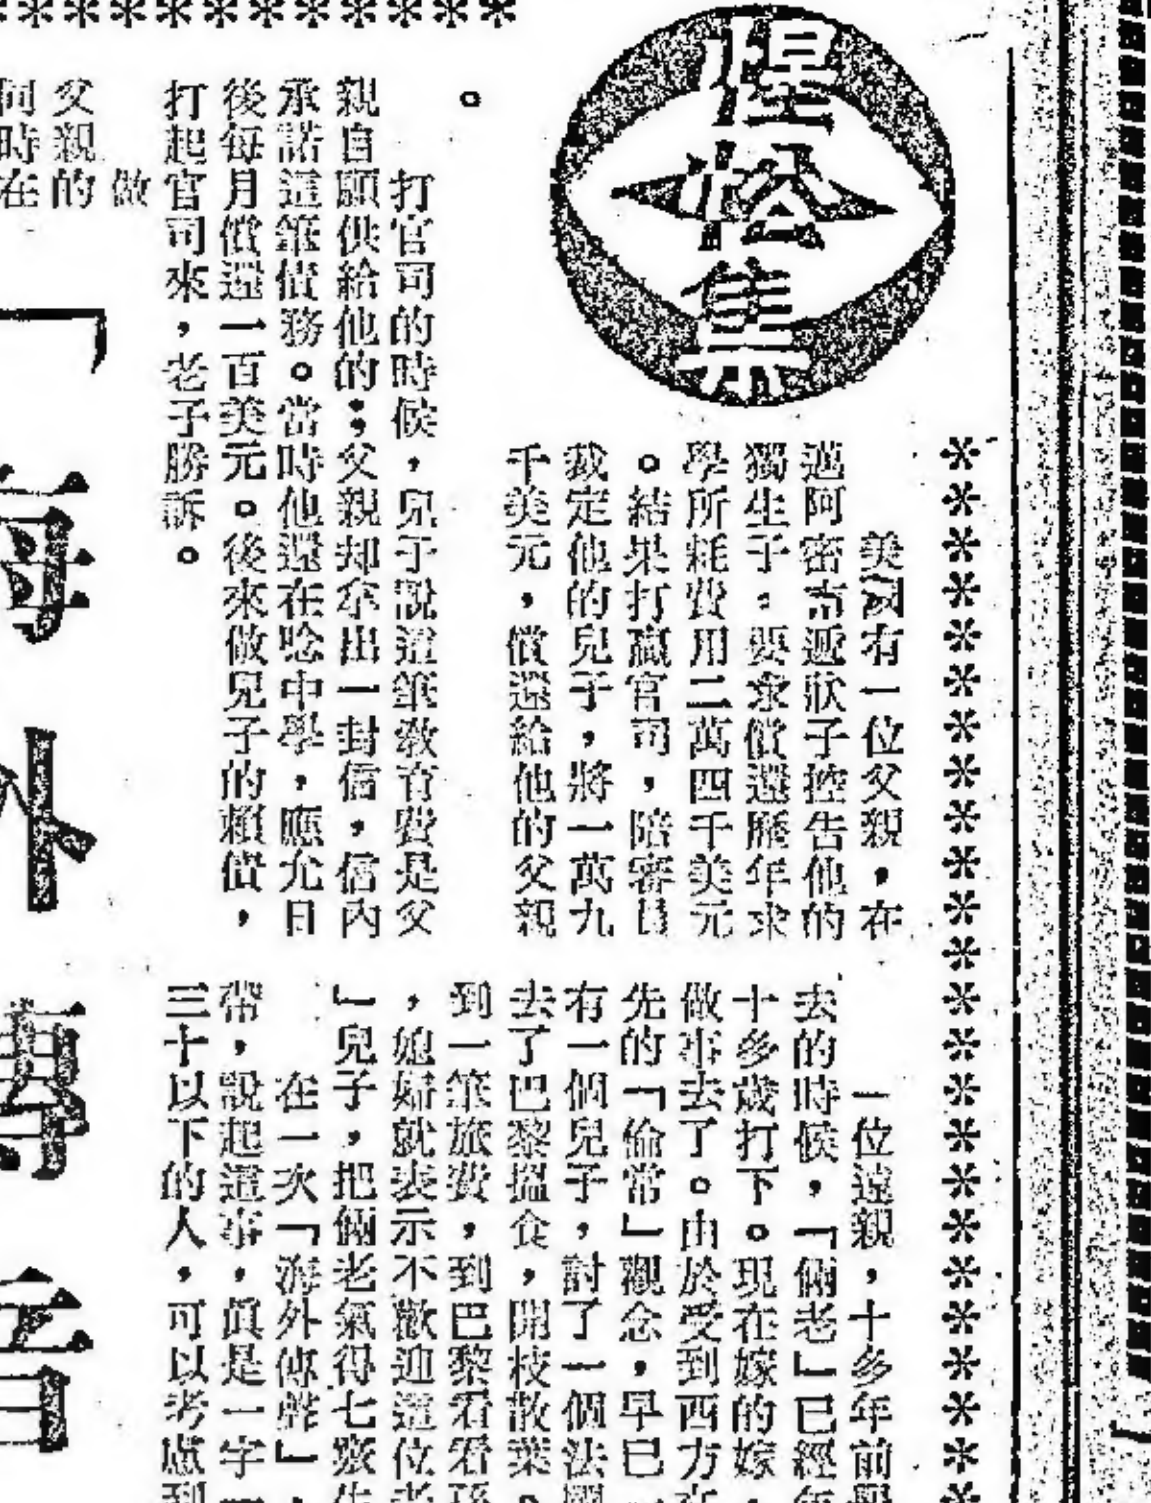 惺忪集
美國有一位父親，在
邁阿密市遞狀子控告他的
獨生子，要求償還歷年求
學所耗費用二萬四千美元
。結果打贏官司，陪審員
裁定他的兒子，將一萬九
千美元，償還給他的父親
。
打官司的時候，兒子說這筆教育費是父
親自願供給他的；父親却拿出一封信，信內
承諾這筆債務。當時他還在唸中學，應允日
後每月償還一百美元。後來做兒子的賴債，
打起官司來，老子勝訴。
做
父親的
何時在
一位遠親，十多年前
去的時候，「倆老」已經
十多歲打下。現在嫁的嫁，
做事去了。由於受到西方
先的「倫常」觀念，早已
有一個兒子，討了一個法國
去了巴黎搵食，開枝散葉。
到一筆旅費，到巴黎看看孫
，媳婦就表示不歡迎這位老
」兒子，把倆老氣得七竅
在一次「海外傳聲」，
帶，說起這事，眞是一字
三十以下的人，可以考慮到
「海外傳音